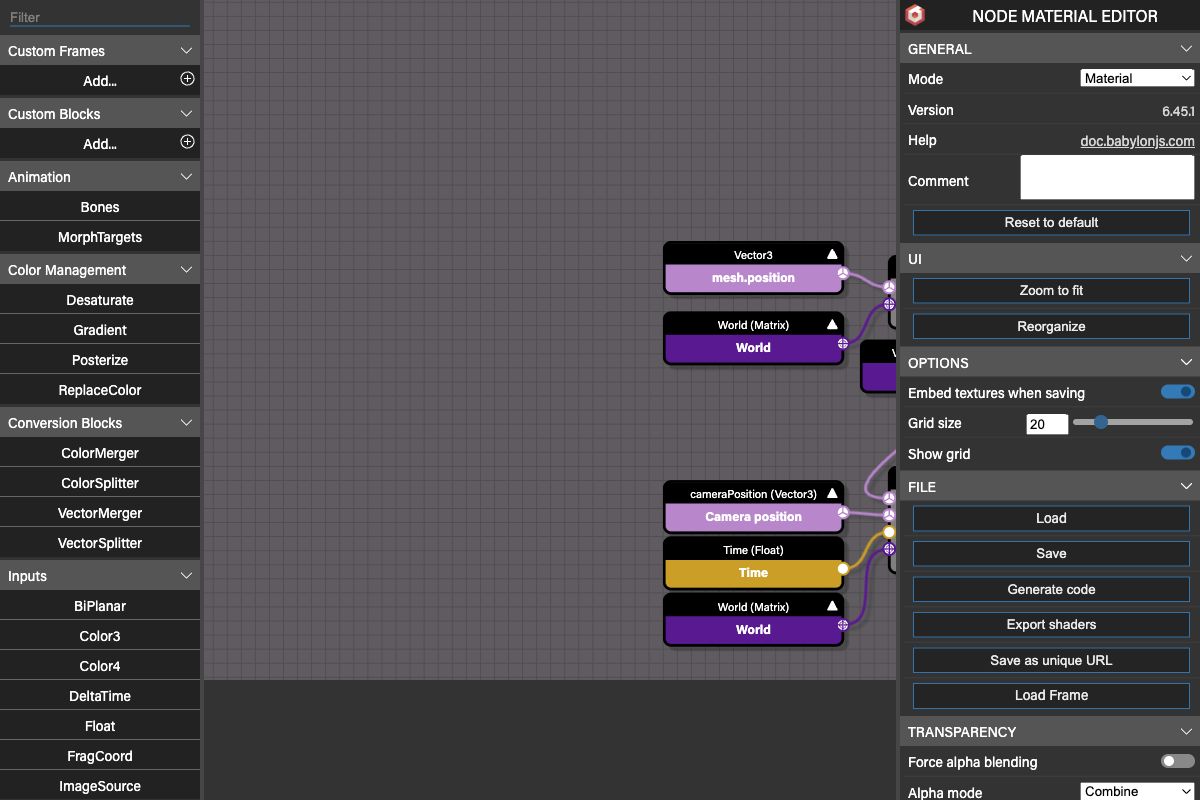 Filter
Custom Frames
Add...
Custom Blocks
Add...
Animation
Bones
MorphTargets
Color Management
Desaturate
Gradient
Posterize
ReplaceColor
Conversion Blocks
ColorMerger
ColorSplitter
VectorMerger
VectorSplitter
Inputs
BiPlanar
Color3
Color4
DeltaTime
Float
FragCoord
ImageSource
Vector3
mesh.position
World (Matrix)
World
cameraPosition (Vector3)
Camera position
Time (Float)
Time
World (Matrix)
World
NODE MATERIAL EDITOR
GENERAL
Mode Material
Version 6.45.1
Help doc.babylonjs.com
Comment
Reset to default
UI
Zoom to fit
Reorganize
OPTIONS
Embed textures when saving
Grid size 20
Show grid
FILE
Load
Save
Generate code
Export shaders
Save as unique URL
Load Frame
TRANSPARENCY
Force alpha blending
Alpha mode Combine